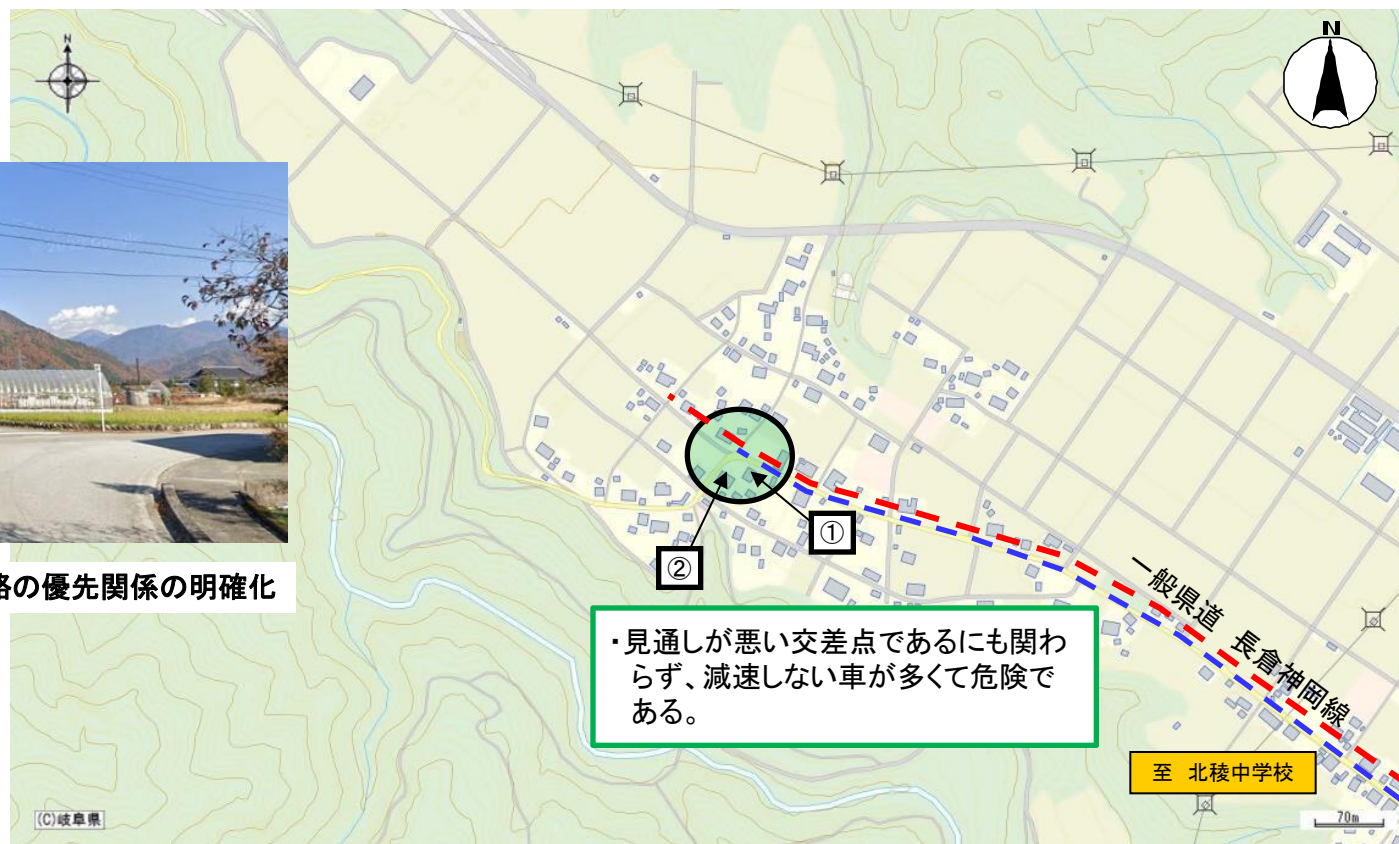 N
N
路の優先関係の明確化
①
②
・見通しが悪い交差点であるにも関わ
らず、減速しない車が多くて危険で
ある。
一般県道 長倉神岡線
至 北稜中学校
(C)岐阜県
70m